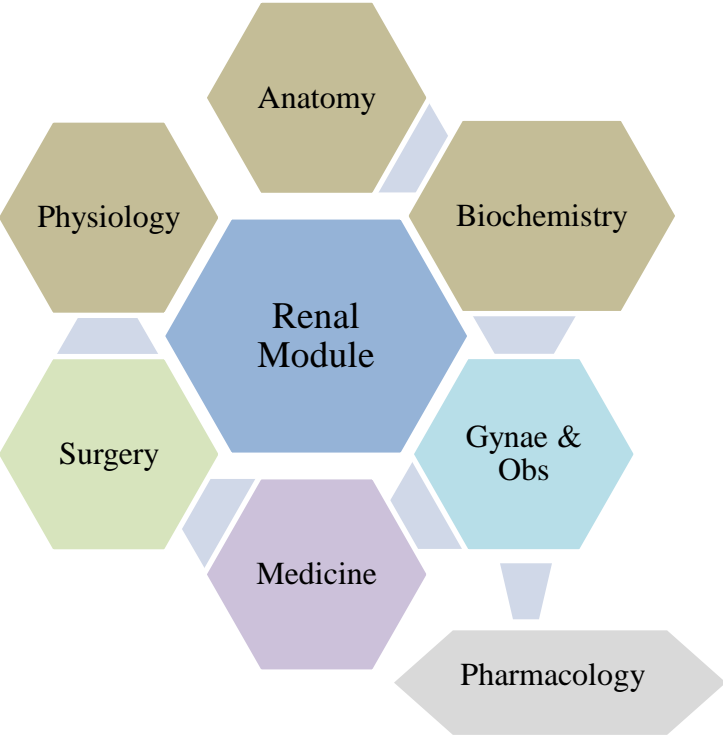 Anatomy
Physiology
Biochemistry
Renal
Module
Surgery
Gynae &
Obs
Medicine
Pharmacology